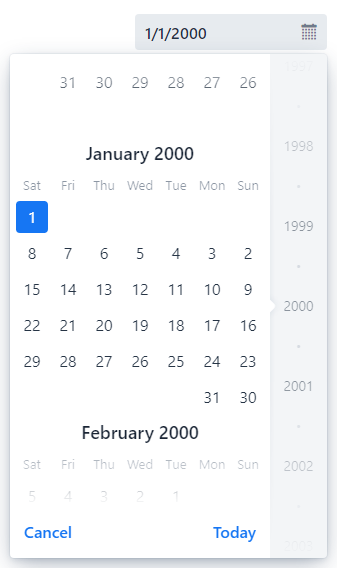 1/1/2000
31 30 29 28 27 26
January 2000
Sat Fri Thu Wed Tue Mon Sun
1
8 7 6 5 4 3 2
15 14 13 12 11 10 9
22 21 20 19 18 17 16
29 28 27 26 25 24 23
31 30
February 2000
Sat Fri Thu Wed Tue Mon Sun
5 4 3 2 1
Cancel Today
1997
1998
1999
2000
2001
2002
2003